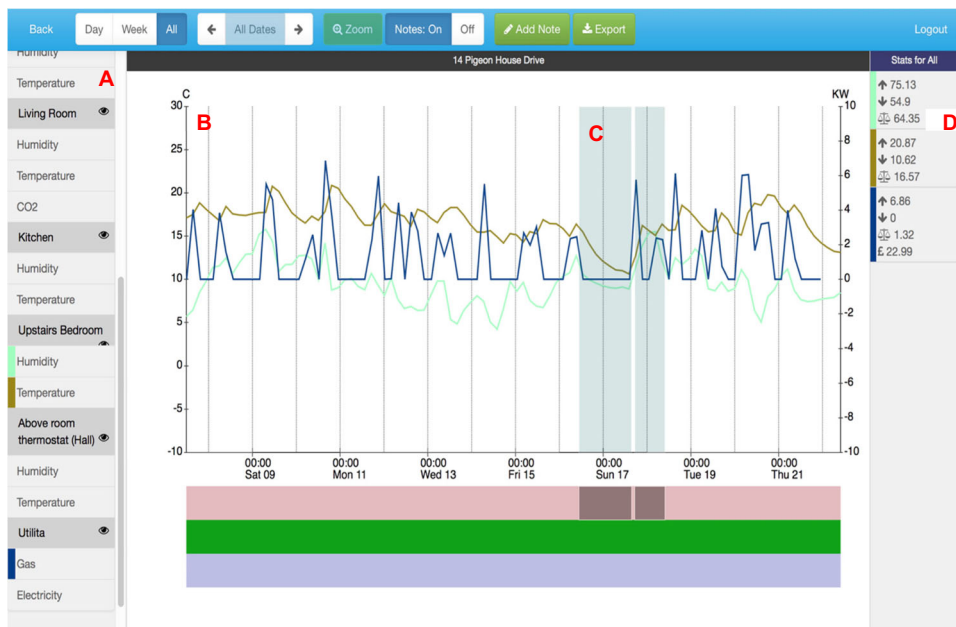 Back
Day
Week
All
All Dates
Zoom
Notes: On
Off
Add Note
Export
Logout
Humidity
Temperature
A
Living Room
Humidity
Temperature
CO2
Kitchen
Humidity
Temperature
Upstairs Bedroom
Humidity
Temperature
Above room
thermostat (Hall)
Humidity
Temperature
Utilita
Gas
Electricity
14 Pigeon House Drive
C
KW
30
25
20
15
10
5
0
-5
-10
B
C
10
8
6
4
2
0
-2
-4
-6
-8
-10
00:00 00:00 00:00 00:00 00:00 00:00 00:00
Sat 09 Mon 11 Wed 13 Fri 15 Sun 17 Tue 19 Thu 21
Stats for All
75.13
54.9
64.35
D
20.87
10.62
16.57
6.86
0
1.32
£ 22.99